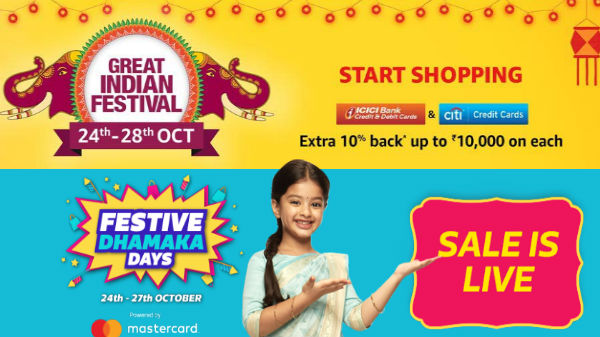 GREAT
INDIAN
FESTIVAL
24th-28th OCT
START SHOPPING
ICICI Bank
Credit & Debit Cards
&
citi Credit Cards
Extra 10% back* up to ₹10,000 on each
FESTIVE
DHAMAKA
DAYS
24th - 27th OCTOBER
Powered by
mastercard.
SALE IS
LIVE